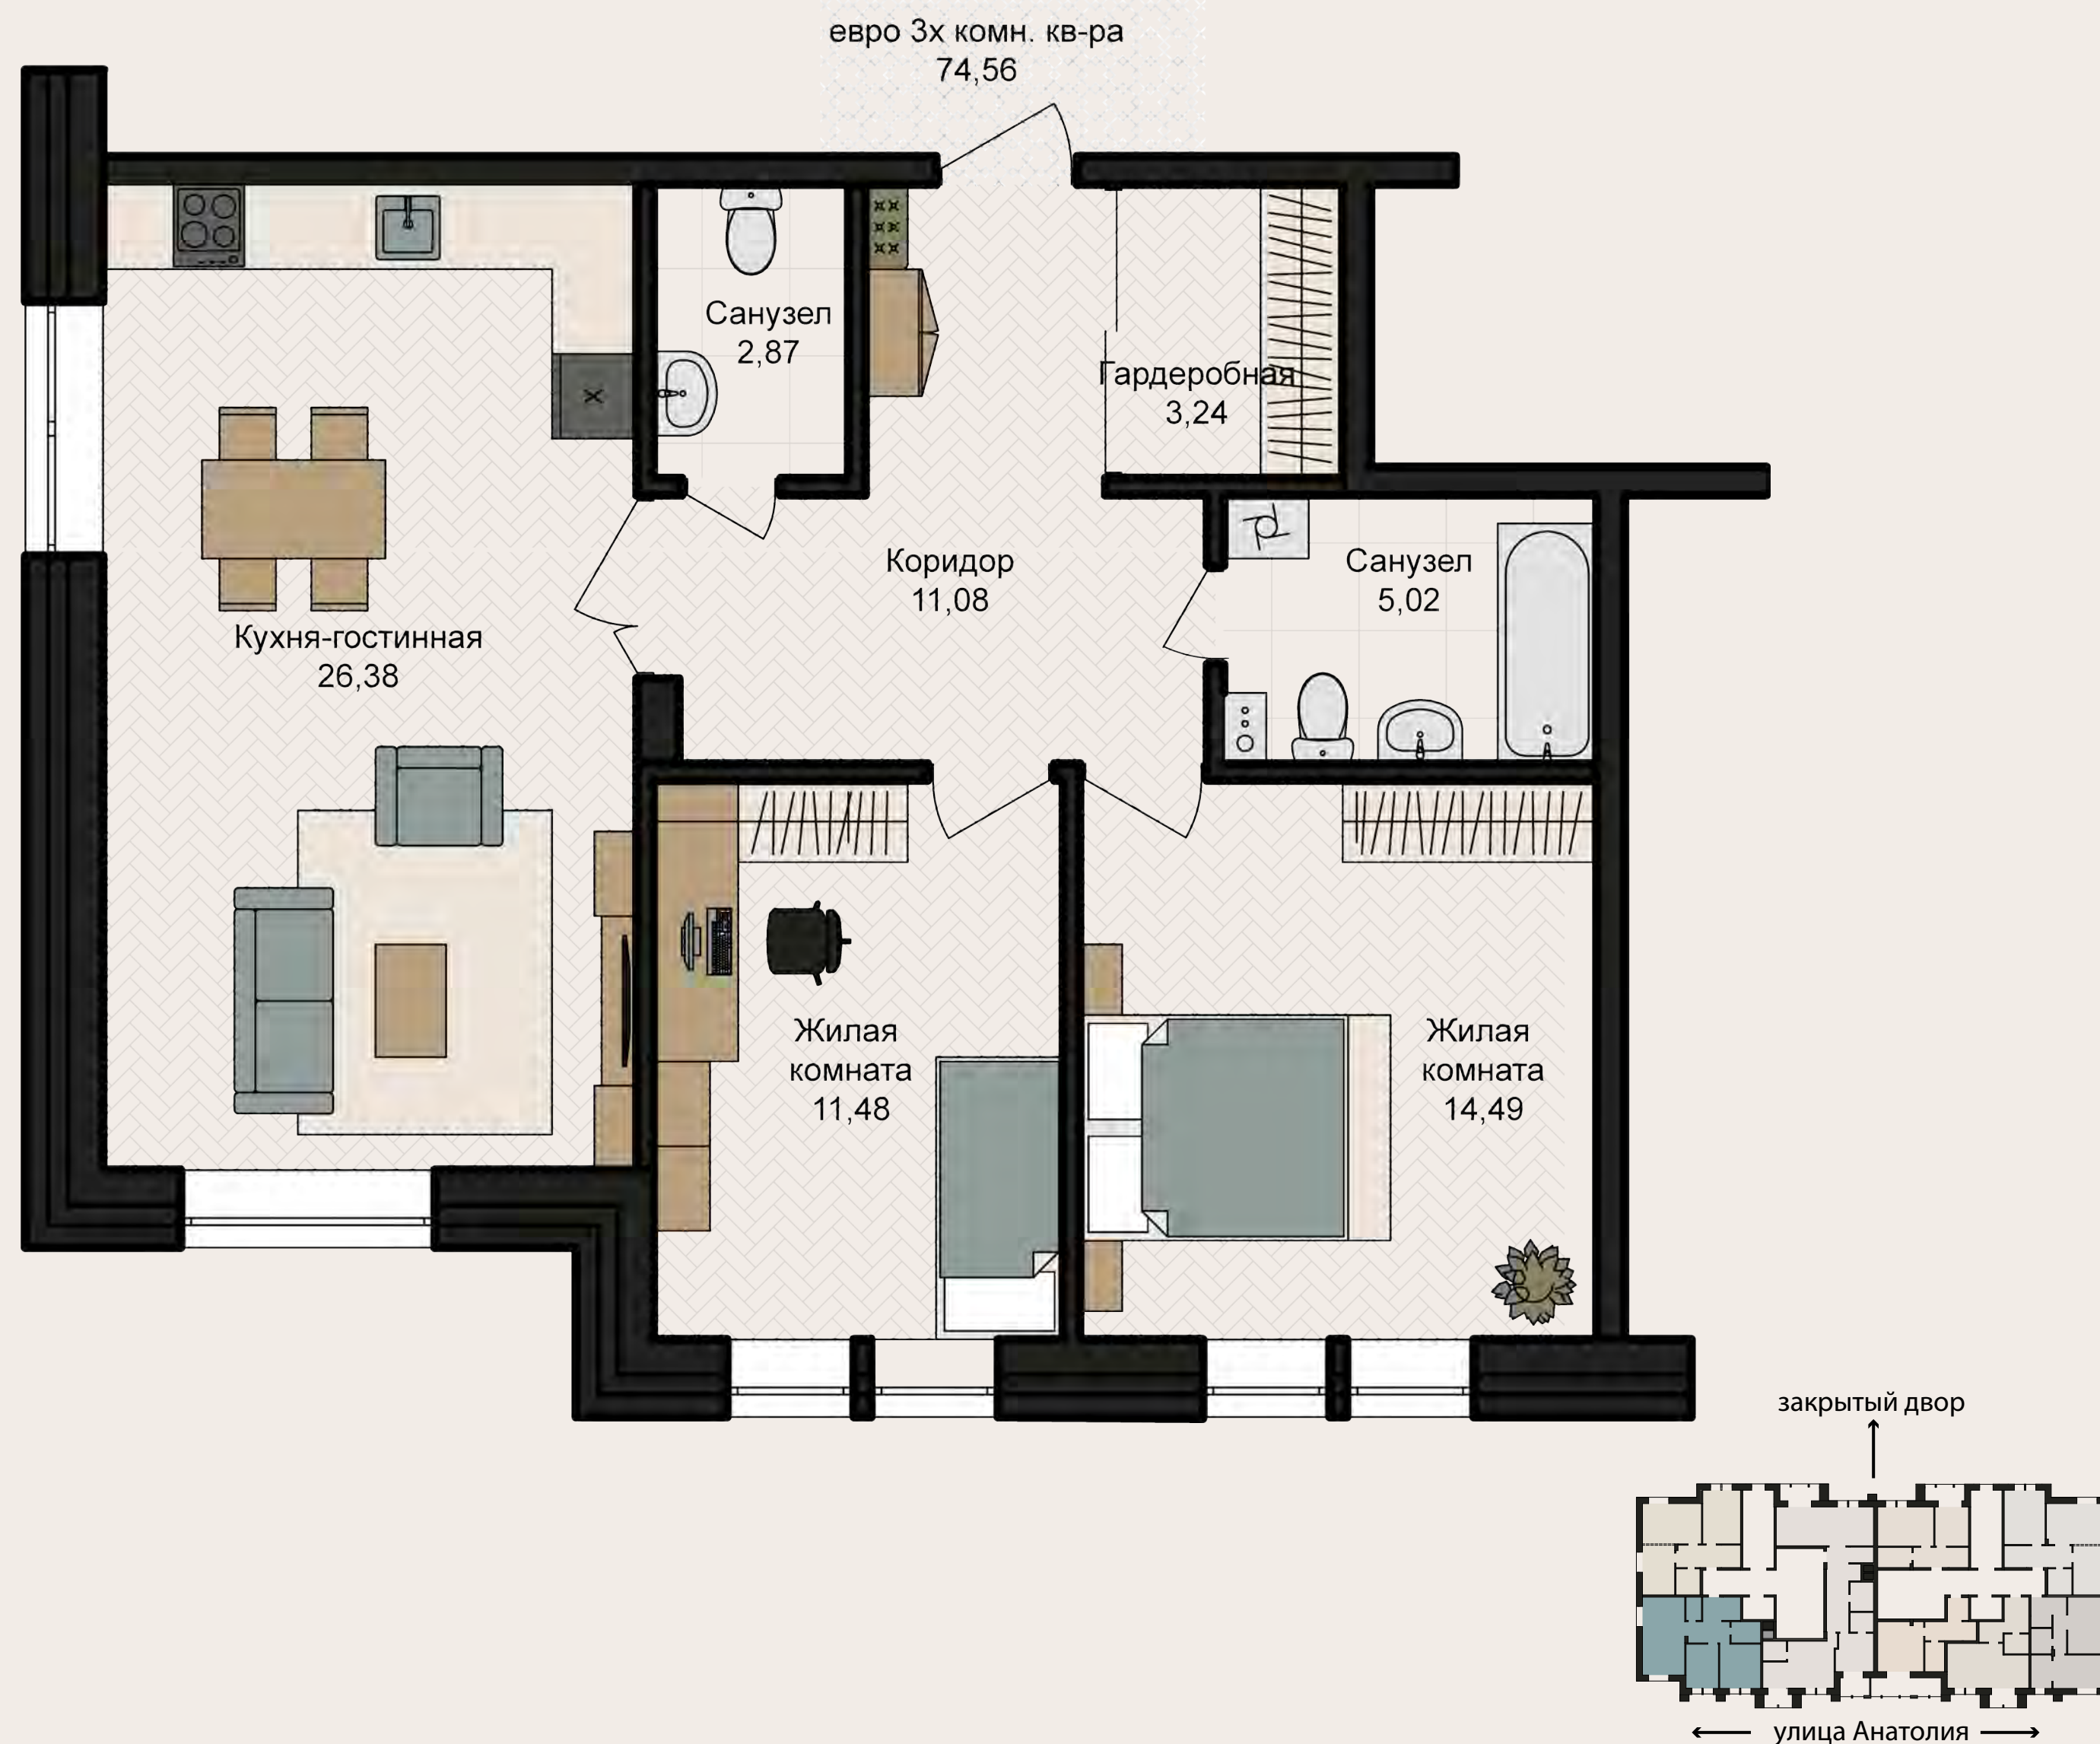 евро 3х комн. кв-ра
74,56
Санузел
2,87
Гардеробная
3,24
Коридор
11,08
Санузел
5,02
Кухня-гостинная
26,38
Жилая
комната
11,48
Жилая
комната
14,49
закрытый двор
улица Анатолия